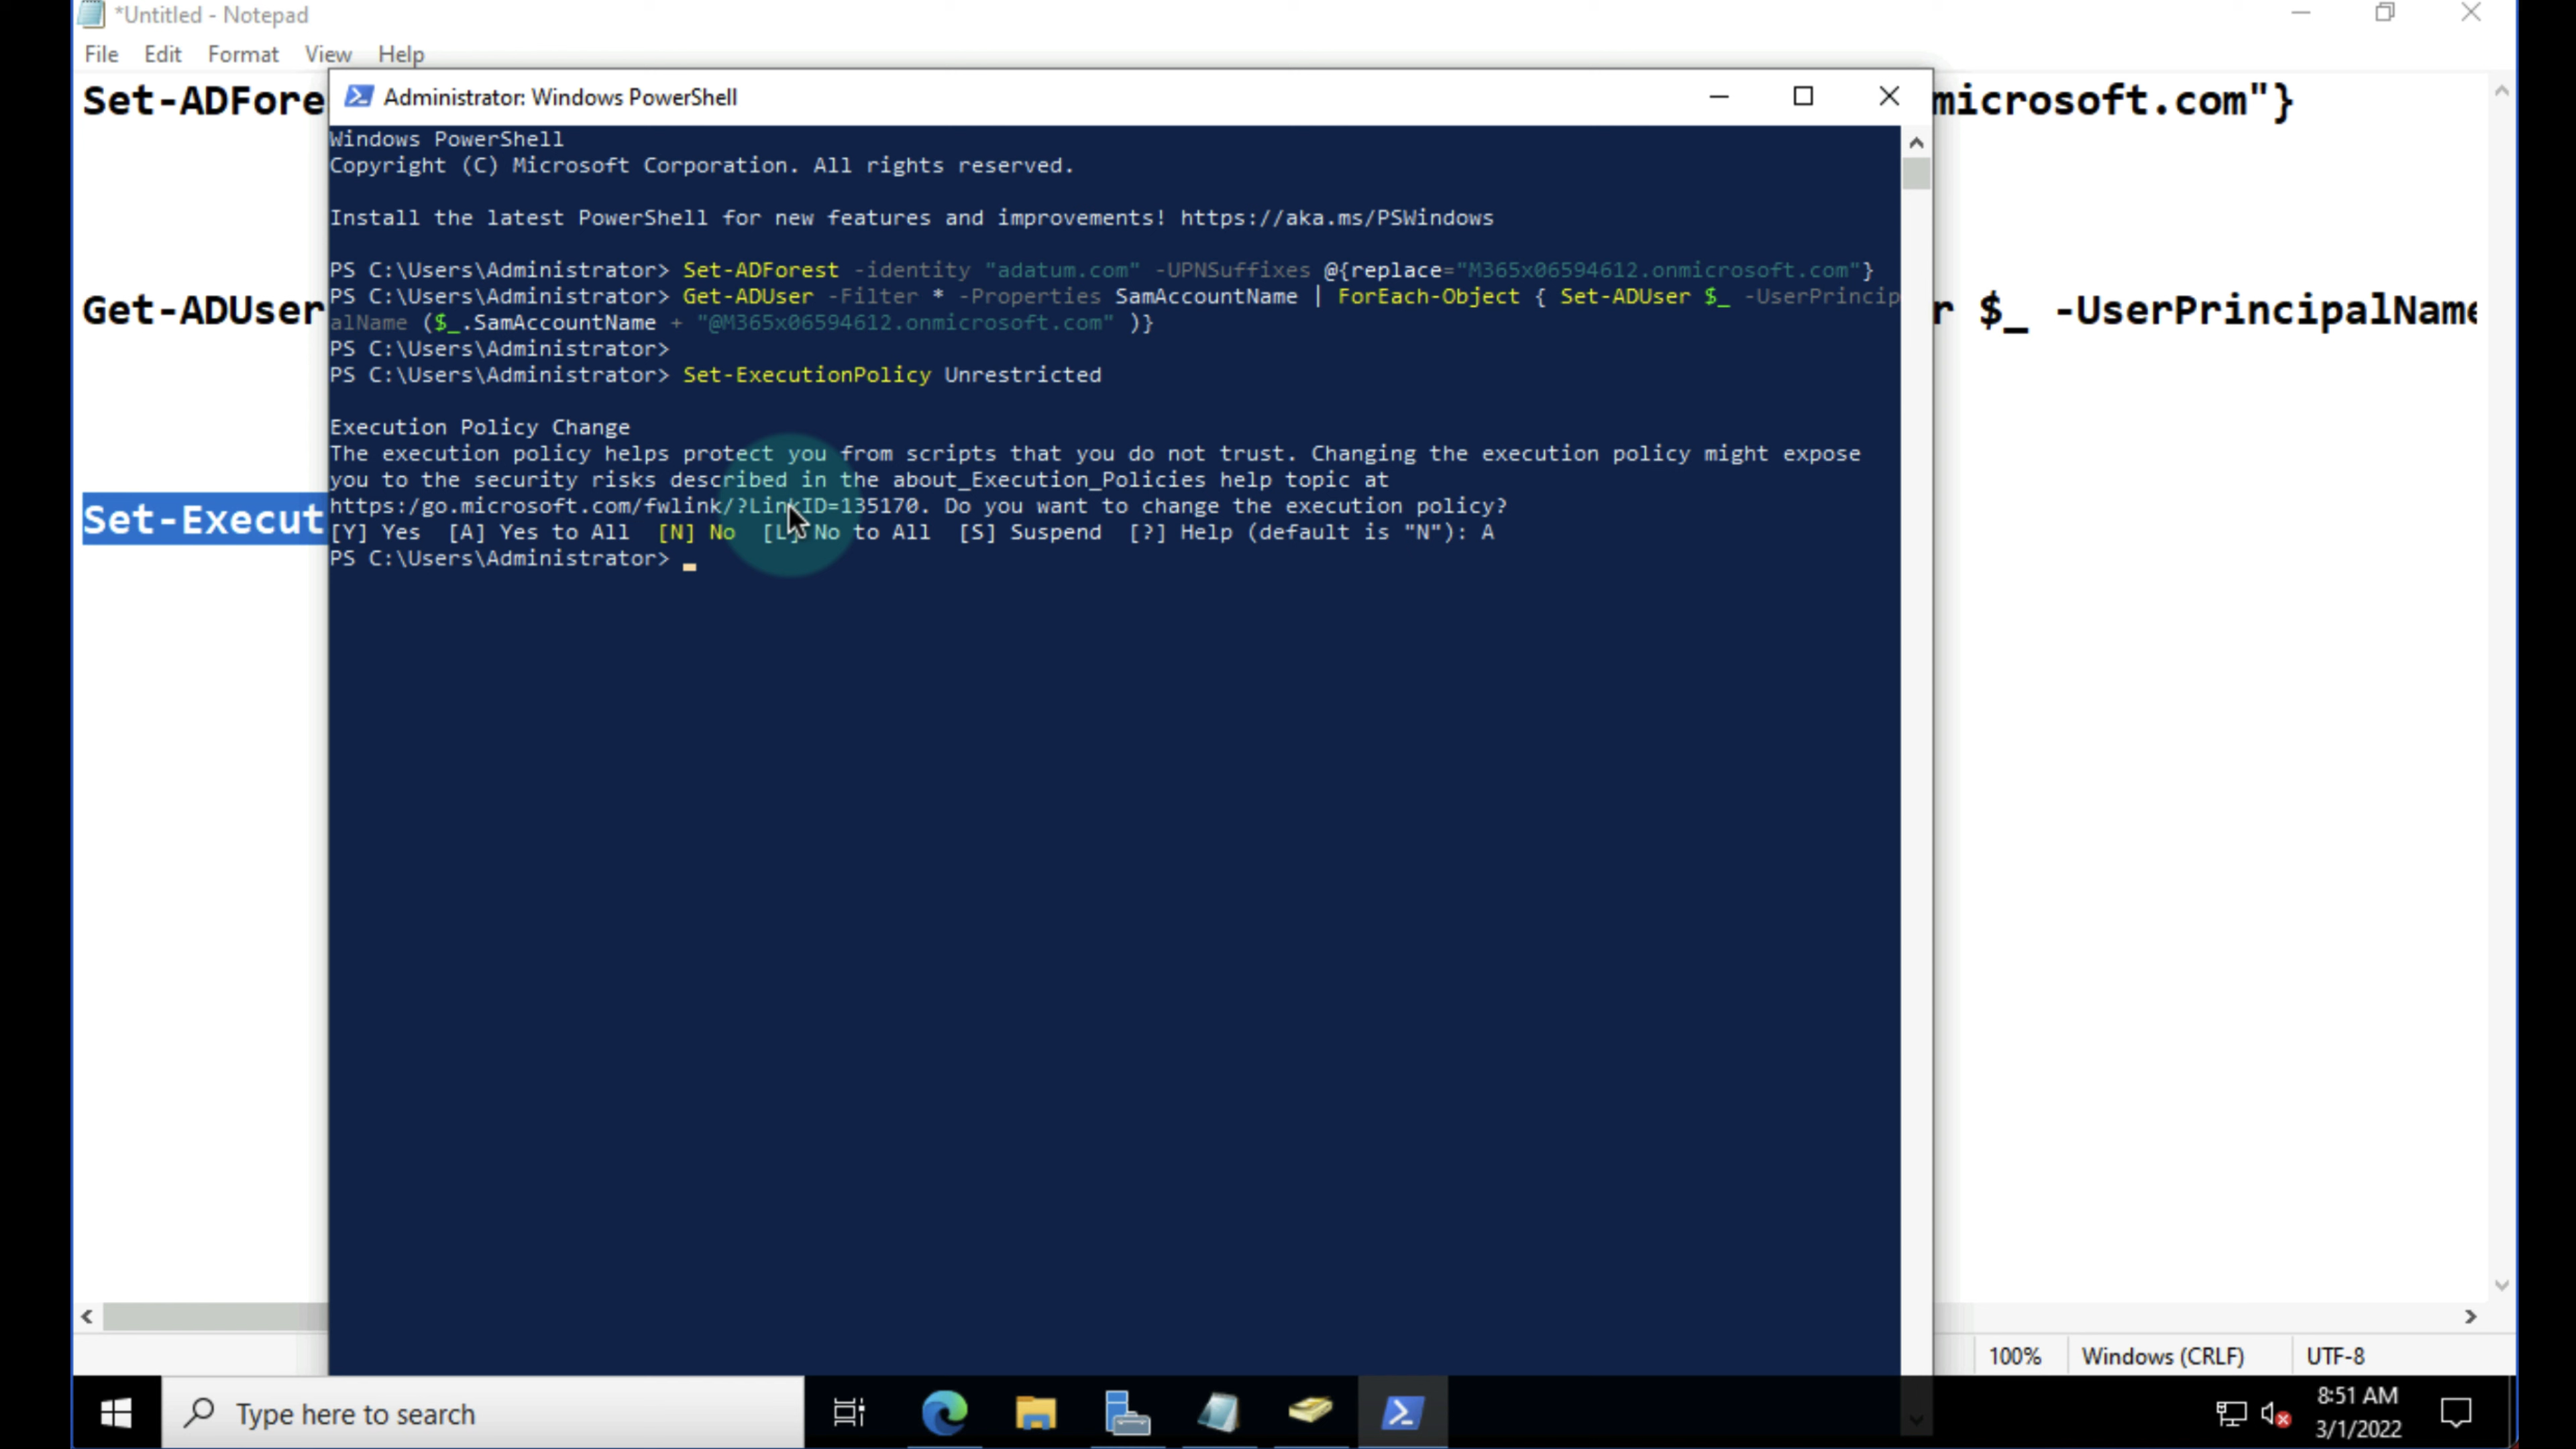 *Untitled - Notepad
File Edit Format View Help
Set-ADFore
microsoft.com"}
Get-ADUser
r $_ -UserPrincipalName
Set-Execut
Administrator: Windows PowerShell
Windows PowerShell
Copyright (C) Microsoft Corporation. All rights reserved.
Install the latest PowerShell for new features and improvements! https://aka.ms/PSWindows
PS C:\Users\Administrator> Set-ADForest -identity "adatum.com" -UPNSuffixes @{replace="M365x06594612.onmicrosoft.com"}
PS C:\Users\Administrator> Get-ADUser -Filter * -Properties SamAccountName | ForEach-Object { Set-ADUser $_ -UserPrincip
alName ($_.SamAccountName + "@M365x06594612.onmicrosoft.com" )}
PS C:\Users\Administrator>
PS C:\Users\Administrator> Set-ExecutionPolicy Unrestricted
Execution Policy Change
The execution policy helps protect you from scripts that you do not trust. Changing the execution policy might expose
you to the security risks described in the about_Execution_Policies help topic at
https:/go.microsoft.com/fwlink/?LinkID=135170. Do you want to change the execution policy?
[Y] Yes [A] Yes to All [N] No [L] No to All [S] Suspend [?] Help (default is "N"): A
PS C:\Users\Administrator>
100% Windows (CRLF) UTF-8
Type here to search
8:51 AM
3/1/2022